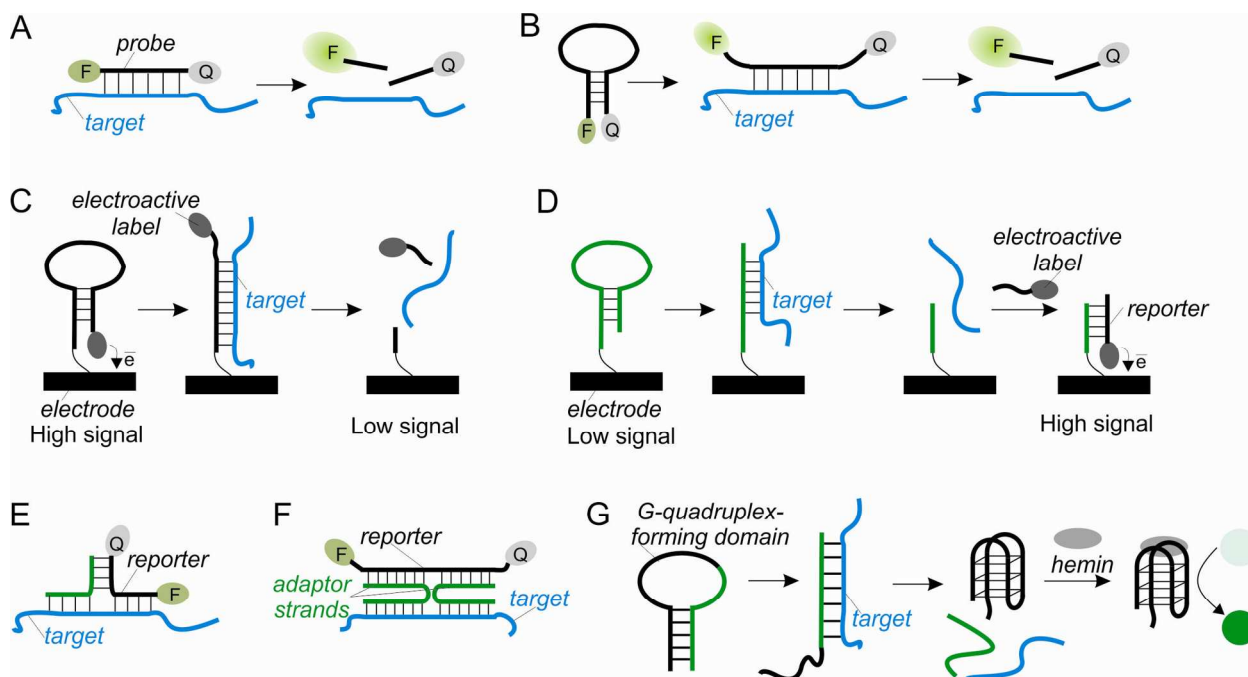 A
probe
F
Q
target
F
Q
B
F
Q
F
Q
target
F
Q
C
electroactive
label
target
e
electrode
High signal
Low signal
D
target
electroactive
label
reporter
e
electrode
Low signal
High signal
E
Q
reporter
F
target
F
reporter
F
Q
adaptor
strands
target
G
G-quadruplex-
forming domain
target
hemin